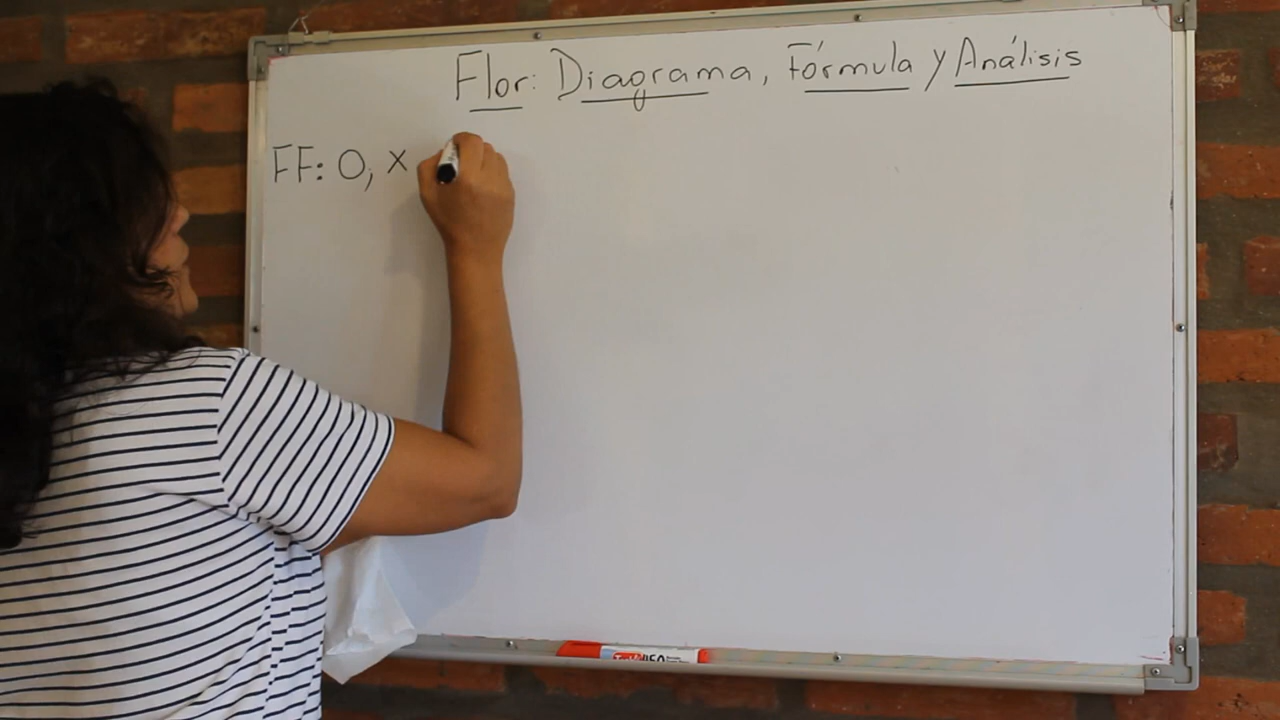 Flor: Diagrama, Fórmula y Análisis
FF: O, X